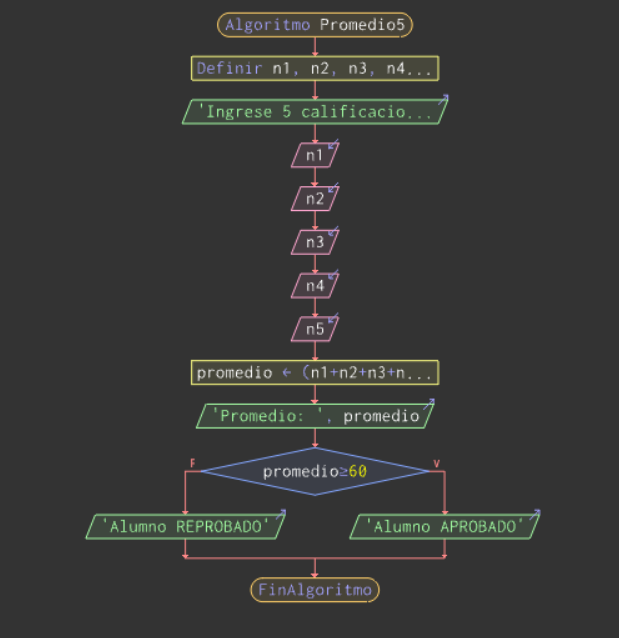 Algoritmo Promedio5
Definir n1, n2, n3, n4...
'Ingrese 5 calificacio...
n1
n2
n3
n4
n5
promedio ← (n1+n2+n3+n...
'Promedio: ', promedio
F
V
promedio≥60
'Alumno REPROBADO'
'Alumno APROBADO'
FinAlgoritmo